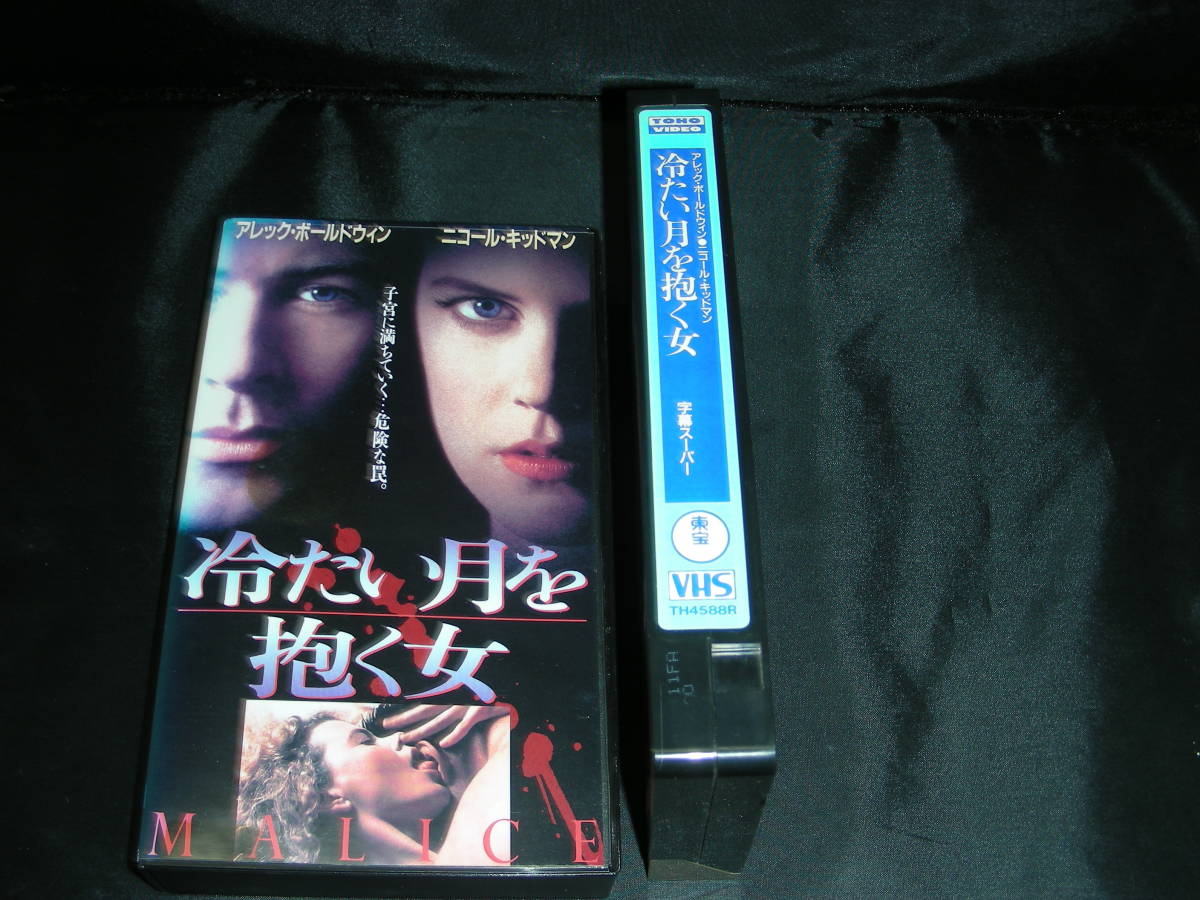 アレック・ボールドウィン
ニコール・キッドマン
子宮に満ちていく…危険な罠。
冷たい月を
抱く女
MALICE
TOHO
VIDEO
アレック・ボールドウィン●ニコール・キッドマン
冷たい月を抱く女
字幕スーパー
東宝
VHS
TH4588R
11FA